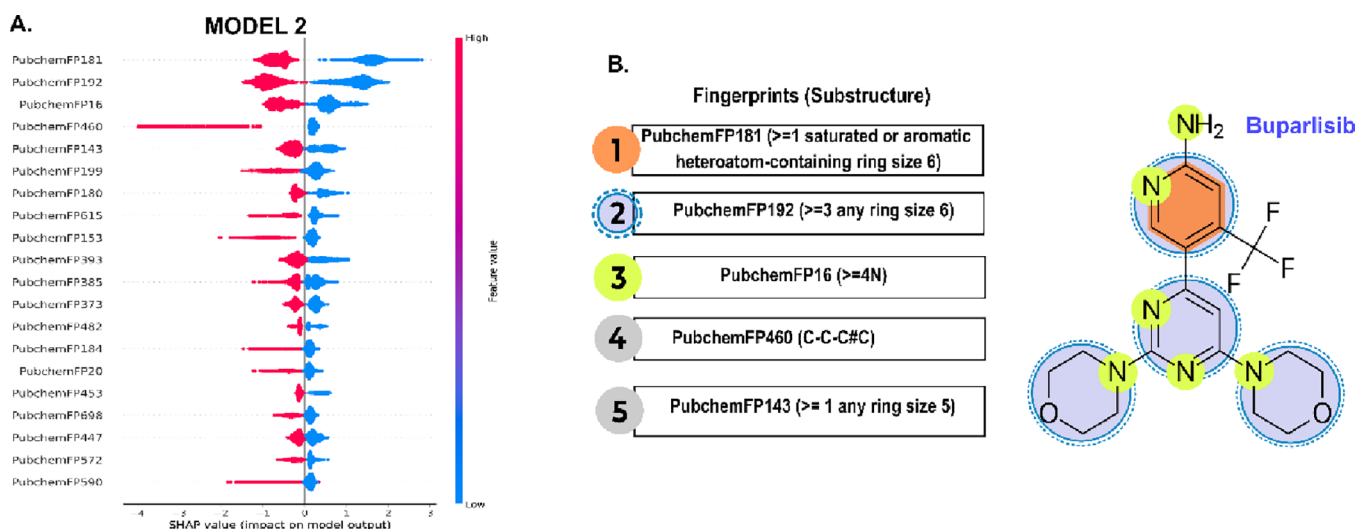 A.
MODEL 2
High
PubchemFP181
PubchemFP192
PubchemFP16
PubchemFP460
PubchemFP143
PubchemFP199
PubchemFP180
PubchemFP615
PubchemFP153
PubchemFP393
PubchemFP385
PubchemFP373
PubchemFP482
PubchemFP184
PubchemFP20
PubchemFP453
PubchemFP698
PubchemFP447
PubchemFP572
PubchemFP590
Feature value
Low
−4 −3 −2 −1 0 1 2 3
SHAP value (impact on model output)
B.
Fingerprints (Substructure)
1
PubchemFP181 (>=1 saturated or aromatic
heteroatom-containing ring size 6)
2
PubchemFP192 (>=3 any ring size 6)
3
PubchemFP16 (>=4N)
4
PubchemFP460 (C-C-C#C)
5
PubchemFP143 (>= 1 any ring size 5)
Buparlisib
NH2
N
F
F
F
N
N
N
N
O
O